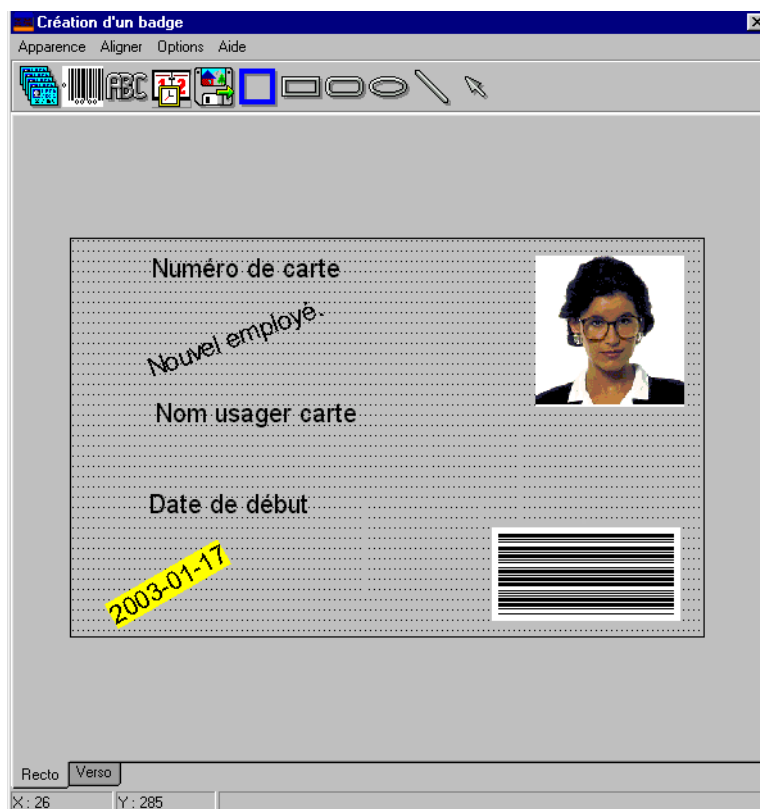 Création d'un badge
Apparence Aligner Options Aide
ABC
Numéro de carte
Nouvel employé.
Nom usager carte
Date de début
2003-01-17
Recto Verso
X : 26 Y : 285